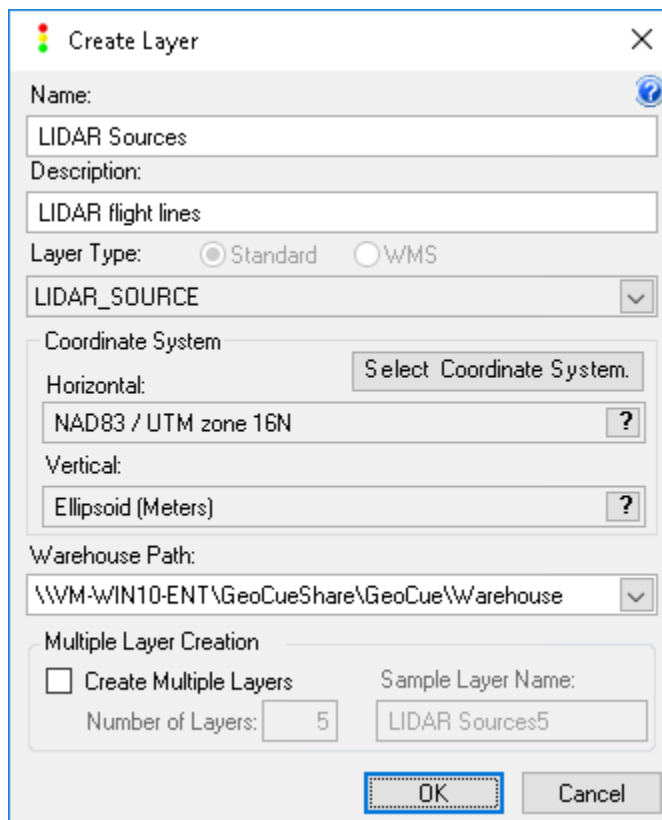 Create Layer
Name:
LIDAR Sources
Description:
LIDAR flight lines
Layer Type: Standard WMS
LIDAR_SOURCE
Coordinate System
Select Coordinate System.
Horizontal:
NAD83 / UTM zone 16N ?
Vertical:
Ellipsoid (Meters) ?
Warehouse Path:
\\VM-WIN10-ENT\GeoCueShare\GeoCue\Warehouse
Multiple Layer Creation
Create Multiple Layers Sample Layer Name:
Number of Layers: 5 LIDAR Sources5
OK Cancel